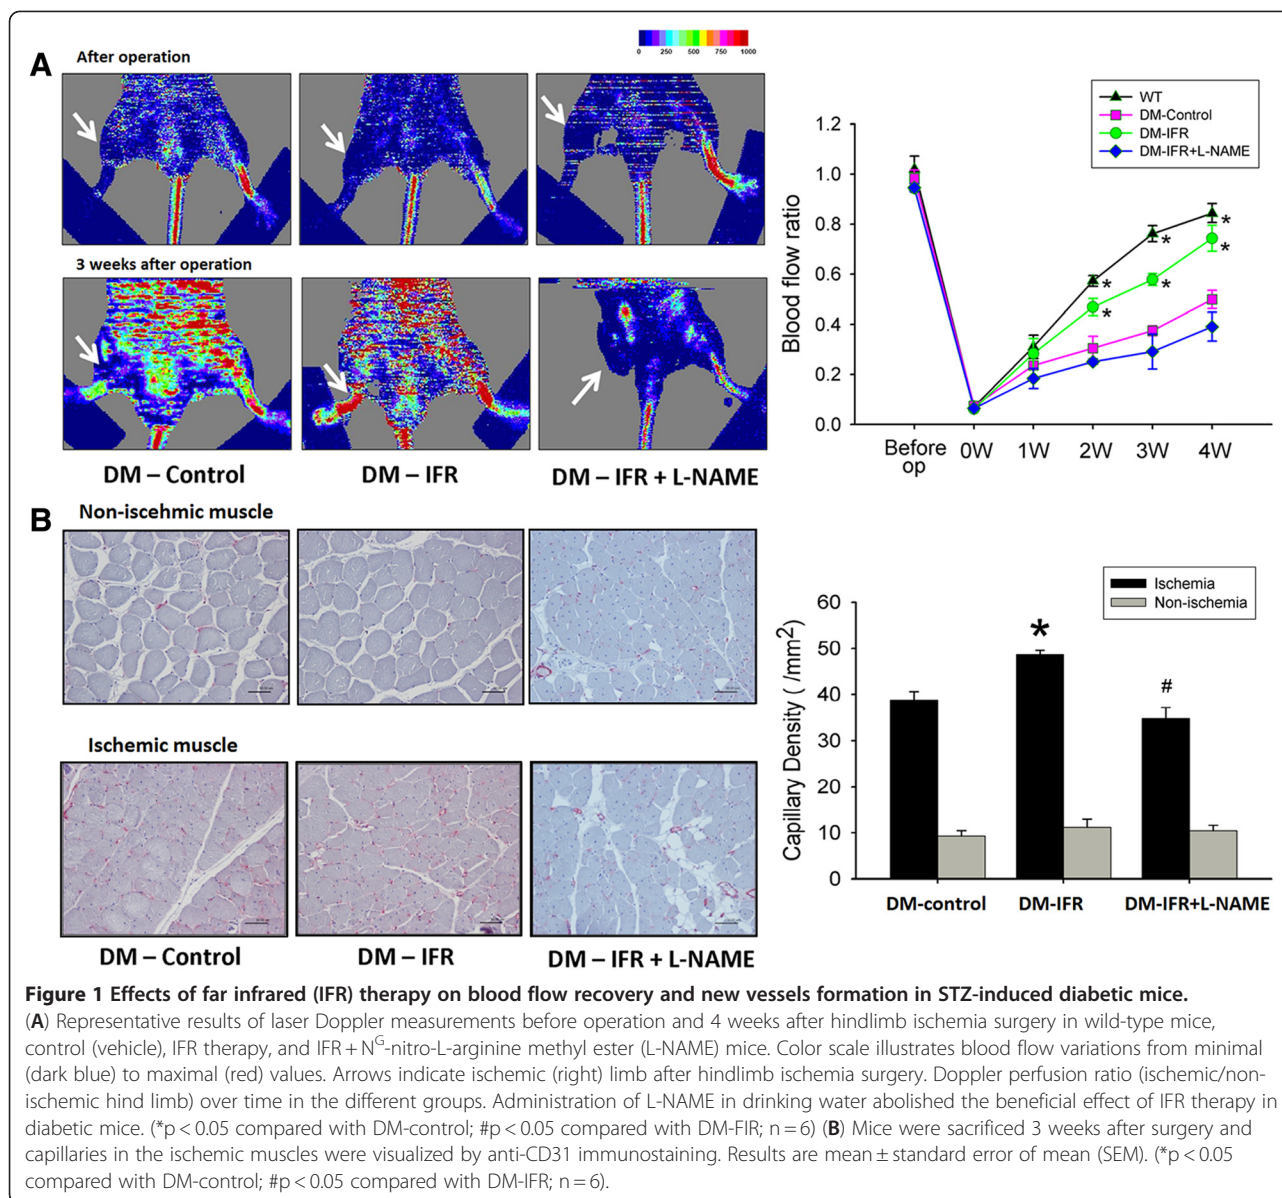 A
After operation
0 250 500 750 1000
3 weeks after operation
DM – Control
DM – IFR
DM – IFR + L-NAME
WT
DM-Control
DM-IFR
DM-IFR+L-NAME
Blood flow ratio
1.2
1.0
0.8
0.6
0.4
0.2
0.0
*
*
*
*
*
*
Before op
0W
1W
2W
3W
4W
B
Non-iscehmic muscle
Ischemic muscle
DM – Control
DM – IFR
DM – IFR + L-NAME
Ischemia
Non-ischemia
Capillary Density ( /mm2)
60
50
40
30
20
10
0
*
#
DM-control
DM-IFR
DM-IFR+L-NAME
Figure 1 Effects of far infrared (IFR) therapy on blood flow recovery and new vessels formation in STZ-induced diabetic mice.
(A) Representative results of laser Doppler measurements before operation and 4 weeks after hindlimb ischemia surgery in wild-type mice,
control (vehicle), IFR therapy, and IFR + NG-nitro-L-arginine methyl ester (L-NAME) mice. Color scale illustrates blood flow variations from minimal
(dark blue) to maximal (red) values. Arrows indicate ischemic (right) limb after hindlimb ischemia surgery. Doppler perfusion ratio (ischemic/non-
ischemic hind limb) over time in the different groups. Administration of L-NAME in drinking water abolished the beneficial effect of IFR therapy in
diabetic mice. (*p < 0.05 compared with DM-control; #p < 0.05 compared with DM-FIR; n = 6) (B) Mice were sacrificed 3 weeks after surgery and
capillaries in the ischemic muscles were visualized by anti-CD31 immunostaining. Results are mean ± standard error of mean (SEM). (*p < 0.05
compared with DM-control; #p < 0.05 compared with DM-IFR; n = 6).